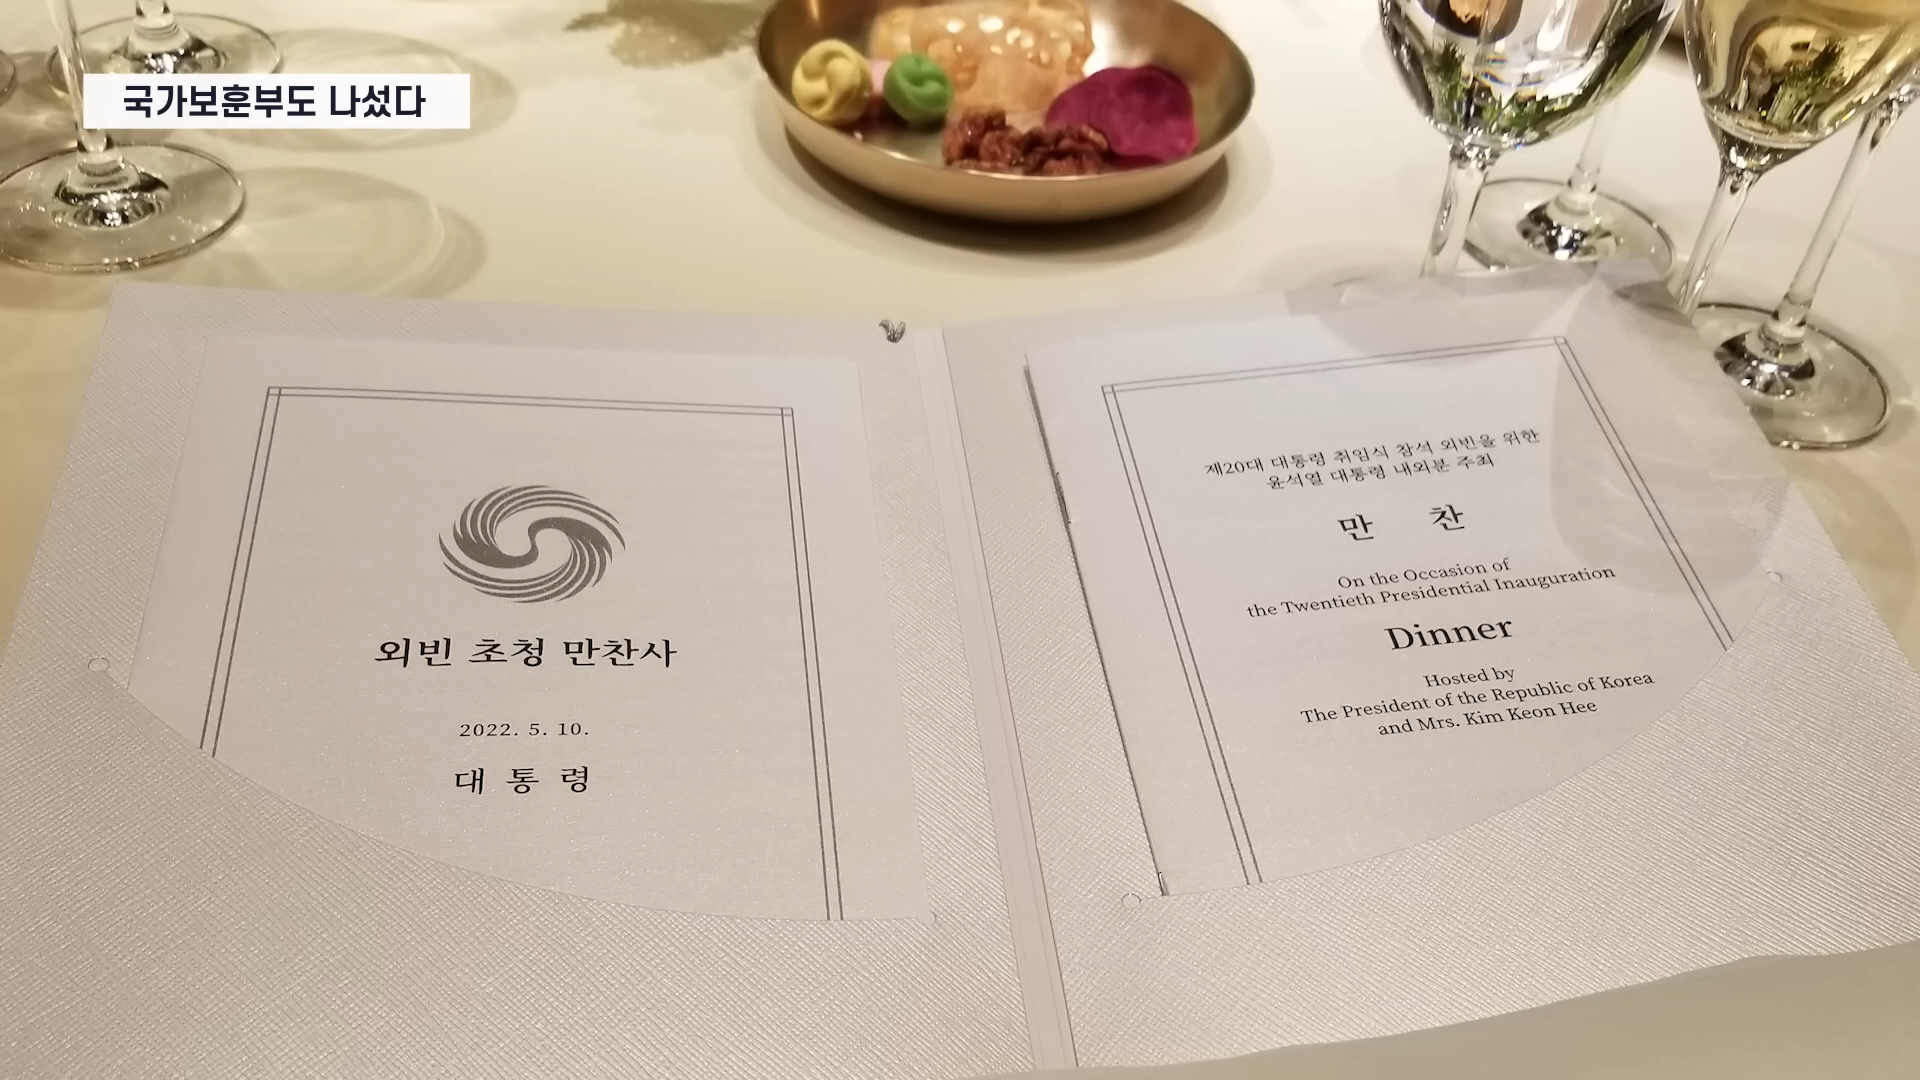 국가보훈부도 나섰다
외빈 초청 만찬사
2022. 5. 10.
대 통 령
제20대 대통령 취임식 참석 외빈을 위한
윤석열 대통령 내외분 주최
만 찬
On the Occasion of
the Twentieth Presidential Inauguration
Dinner
Hosted by
The President of the Republic of Korea
and Mrs. Kim Keon Hee